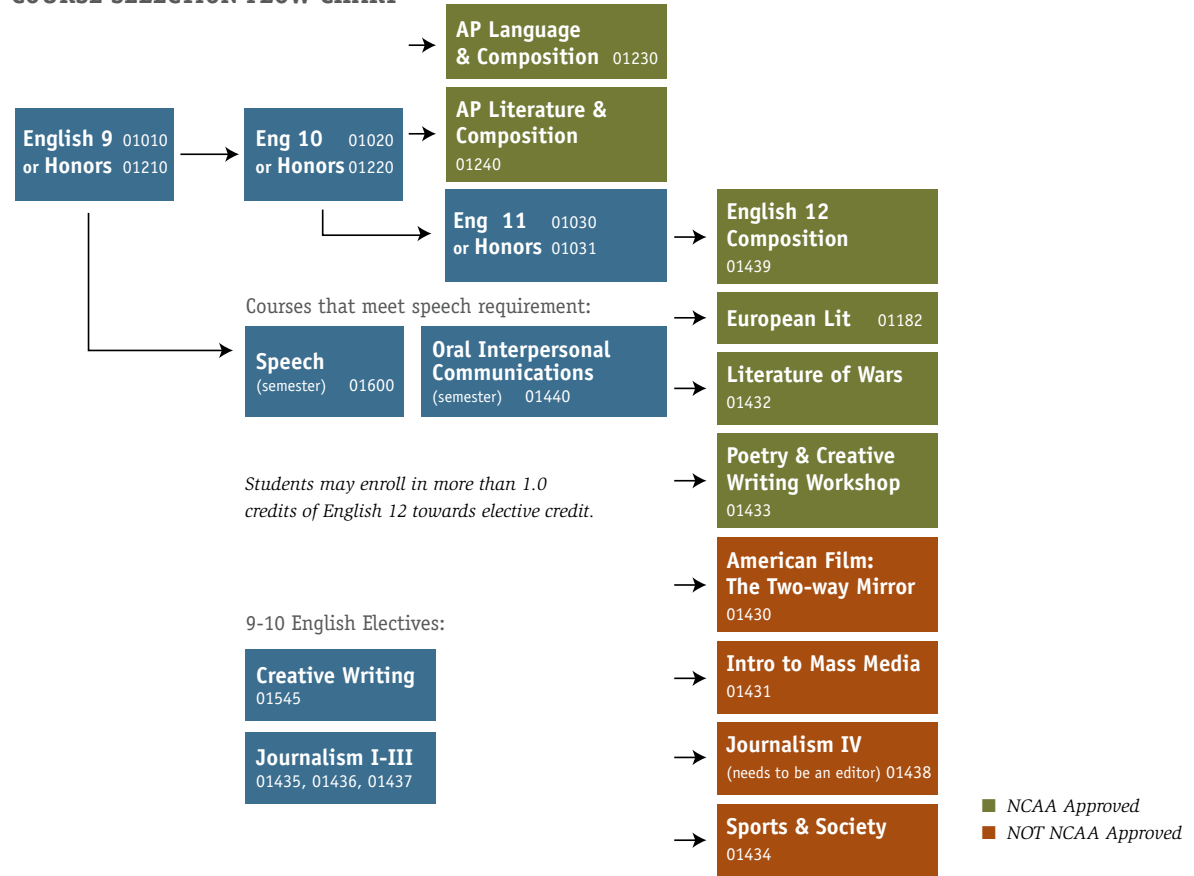 COURSE SELECTION FLOW CHART
AP Language
& Composition 01230
AP Literature &
Composition
01240
English 9 01010
or Honors 01210
Eng 10 01020
or Honors 01220
Eng 11 01030
or Honors 01031
English 12
Composition
01439
Courses that meet speech requirement:
Speech
(semester) 01600
Oral Interpersonal
Communications
(semester) 01440
European Lit 01182
Literature of Wars
01432
Students may enroll in more than 1.0
credits of English 12 towards elective credit.
Poetry & Creative
Writing Workshop
01433
American Film:
The Two-way Mirror
01430
9-10 English Electives:
Creative Writing
01545
Journalism I-III
01435, 01436, 01437
Intro to Mass Media
01431
Journalism IV
(needs to be an editor) 01438
Sports & Society
01434
NCAA Approved
NOT NCAA Approved